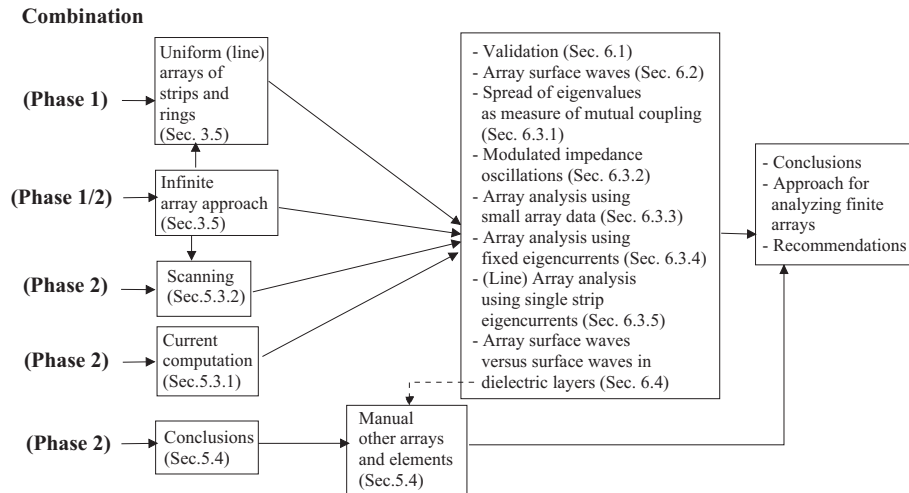 Combination
(Phase 1)
Uniform (line)
arrays of
strips and
rings
(Sec. 3.5)
(Phase 1/2)
Infinite
array approach
(Sec.3.5)
(Phase 2)
Scanning
(Sec.5.3.2)
(Phase 2)
Current
computation
(Sec.5.3.1)
(Phase 2)
Conclusions
(Sec.5.4)
Manual
other arrays
and elements
(Sec.5.4)
- Validation (Sec. 6.1)
- Array surface waves (Sec. 6.2)
- Spread of eigenvalues
as measure of mutual coupling
(Sec. 6.3.1)
- Modulated impedance
oscillations (Sec. 6.3.2)
- Array analysis using
small array data (Sec. 6.3.3)
- Array analysis using
fixed eigencurrents (Sec. 6.3.4)
- (Line) Array analysis
using single strip
eigencurrents (Sec. 6.3.5)
- Array surface waves
versus surface waves in
dielectric layers (Sec. 6.4)
- Conclusions
- Approach for
analyzing finite
arrays
- Recommendations